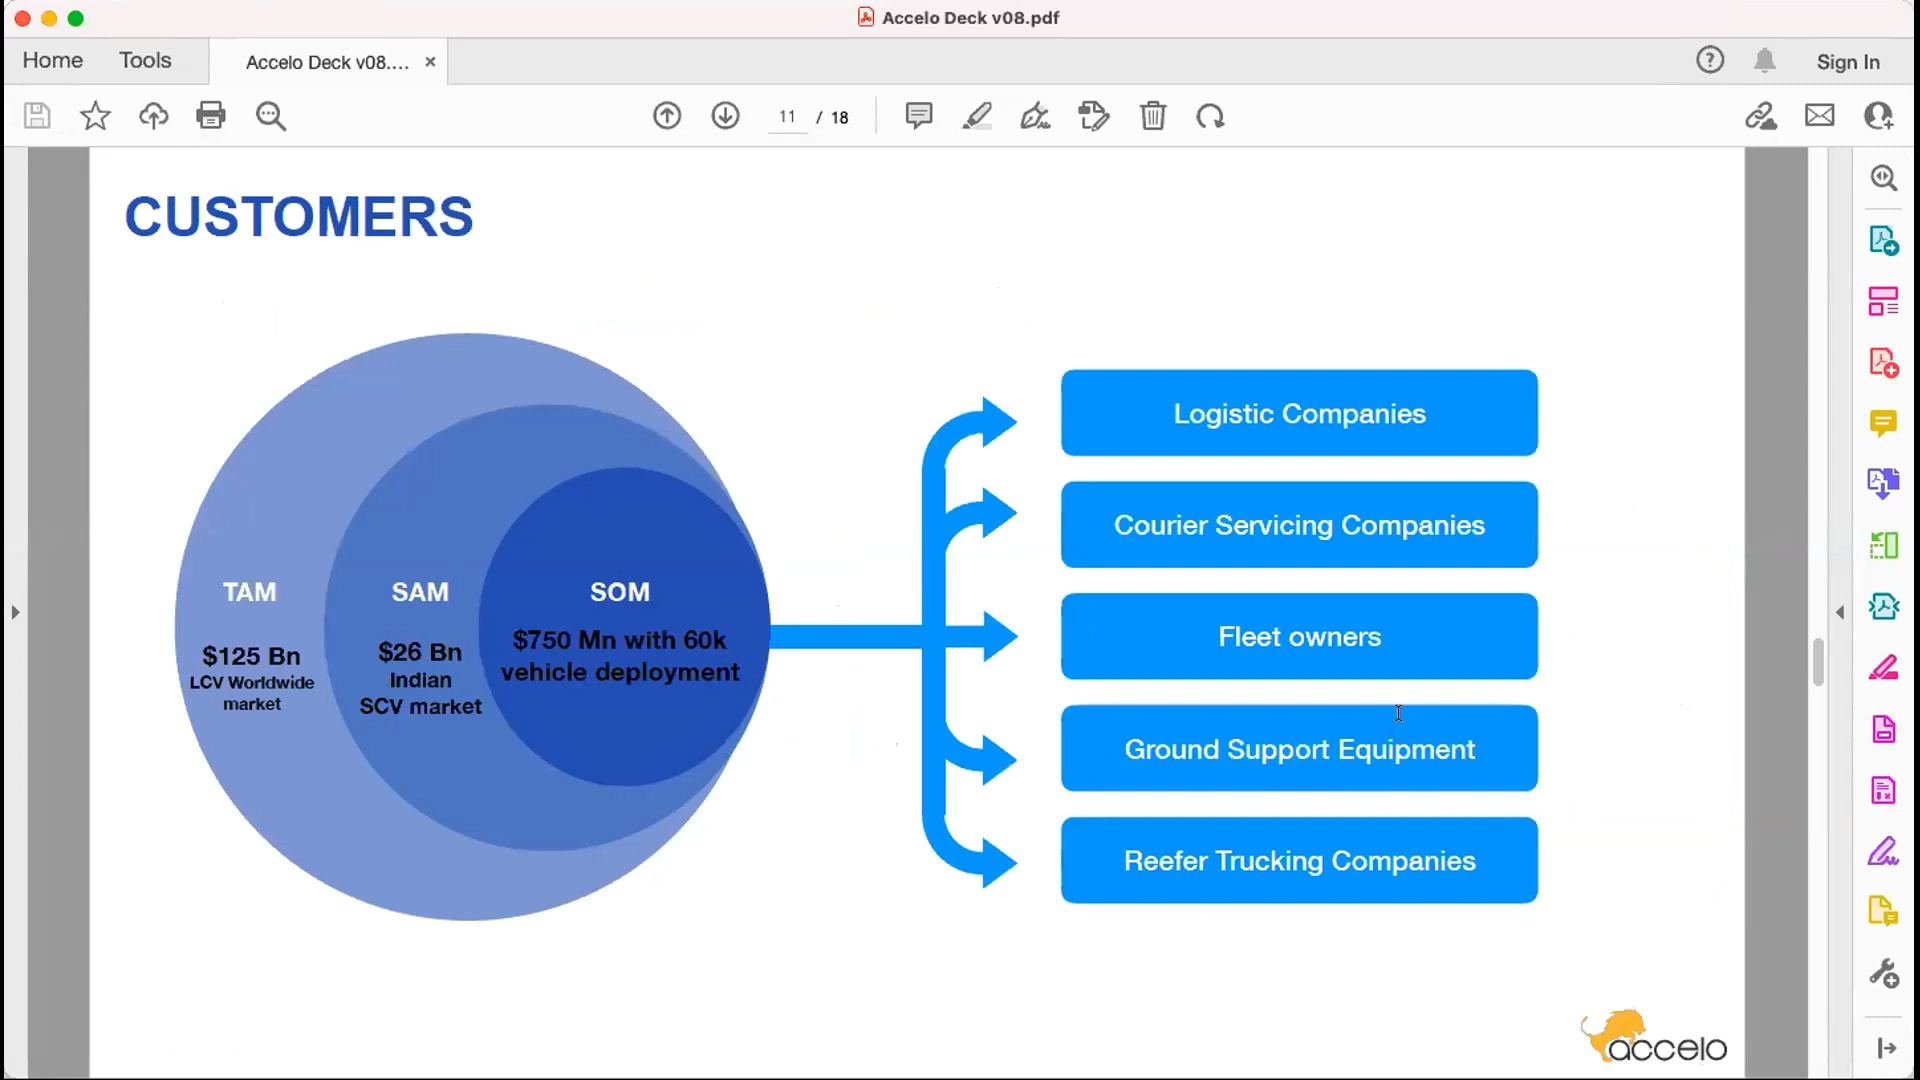 Accelo Deck v08.pdf
Home
Tools
Accelo Deck v08....
Sign In
11 / 18
CUSTOMERS
TAM
$125 Bn
LCV Worldwide
market
SAM
$26 Bn
Indian
SCV market
SOM
$750 Mn with 60k
vehicle deployment
Logistic Companies
Courier Servicing Companies
Fleet owners
Ground Support Equipment
Reefer Trucking Companies
accelo